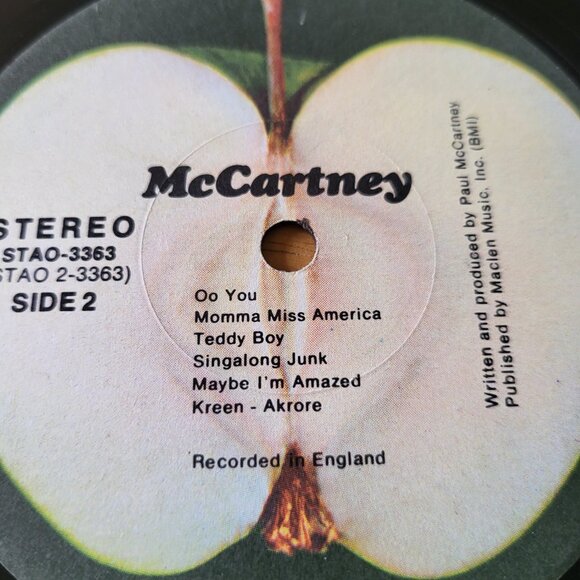 McCartney
STEREO
STAO-3363
STAO 2-3363)
SIDE 2
Oo You
Momma Miss America
Teddy Boy
Singalong Junk
Maybe I'm Amazed
Kreen - Akrore
Recorded in England
Written and produced by Paul McCartney
Published by Maclen Music, Inc. (BMI)